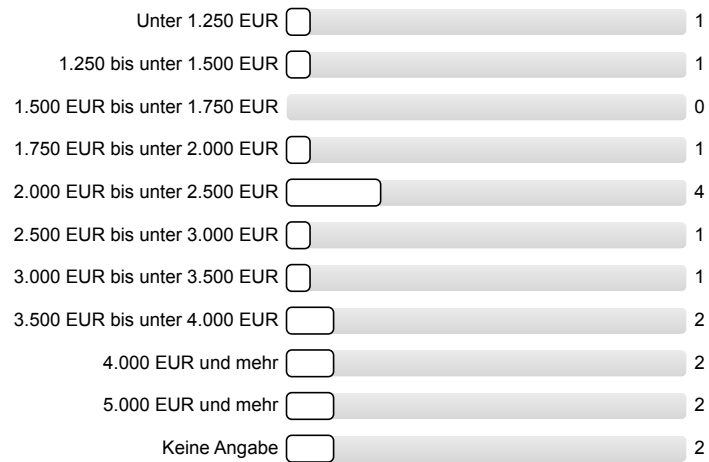 Unter 1.250 EUR 1
1.250 bis unter 1.500 EUR 1
1.500 EUR bis unter 1.750 EUR 0
1.750 EUR bis unter 2.000 EUR 1
2.000 EUR bis unter 2.500 EUR 4
2.500 EUR bis unter 3.000 EUR 1
3.000 EUR bis unter 3.500 EUR 1
3.500 EUR bis unter 4.000 EUR 2
4.000 EUR und mehr 2
5.000 EUR und mehr 2
Keine Angabe 2